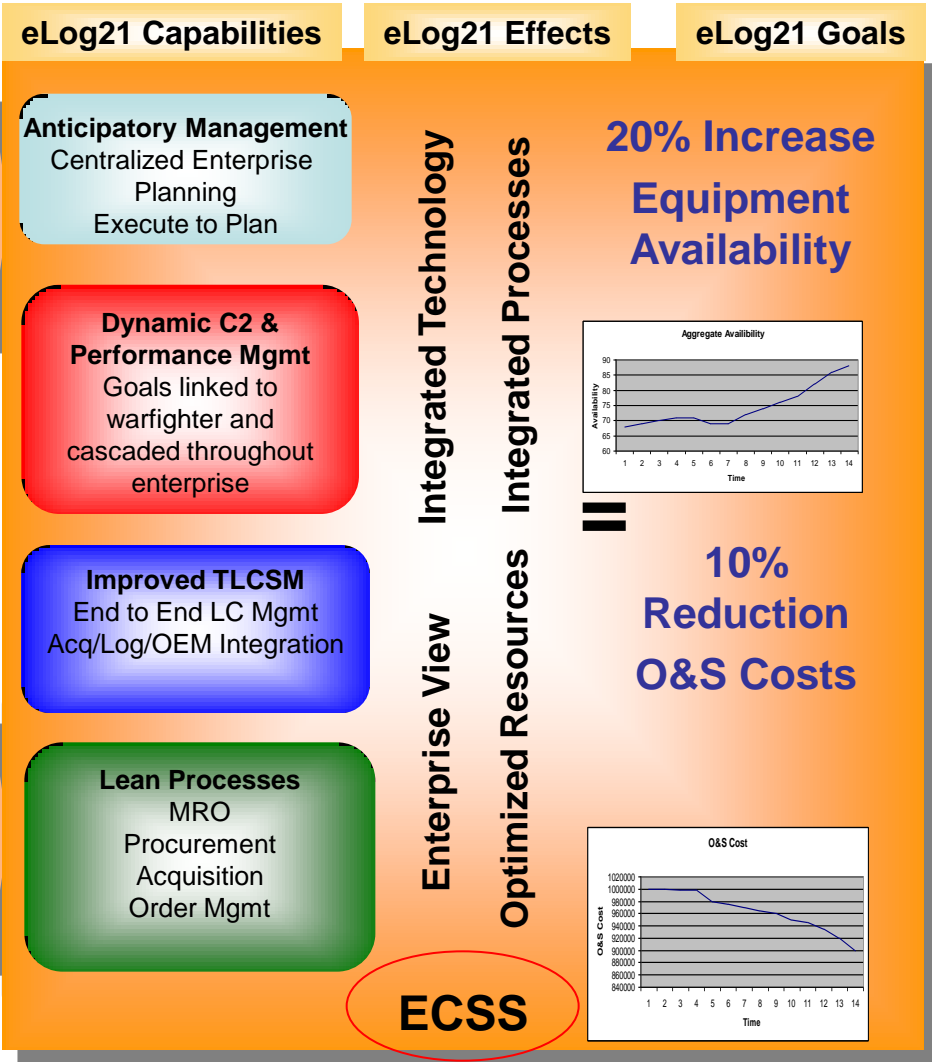 eLog21 Capabilities
eLog21 Effects
eLog21 Goals
Anticipatory Management
Centralized Enterprise
Planning
Execute to Plan
Dynamic C2 &
Performance Mgmt
Goals linked to
warfighter and
cascaded throughout
enterprise
Improved TLCSM
End to End LC Mgmt
Acq/Log/OEM Integration
Lean Processes
MRO
Procurement
Acquisition
Order Mgmt
Enterprise View
Integrated Technology
Optimized Resources
Integrated Processes
ECSS
=
20% Increase
Equipment
Availability
Aggregate Availibility
Availability
90
85
80
75
70
65
60
1 2 3 4 5 6 7 8 9 10 11 12 13 14
Time
10%
Reduction
O&S Costs
O&S Cost
O&S Cost
1020000
1000000
980000
960000
940000
920000
900000
880000
860000
840000
1 2 3 4 5 6 7 8 9 10 11 12 13 14
Time